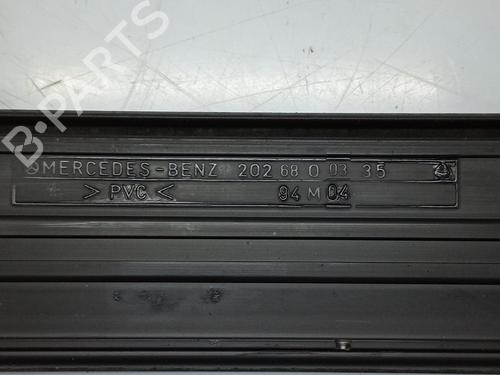 B-PARTS
MERCEDES-BENZ 202 68 0 03 35
> PVC < 94 M 04